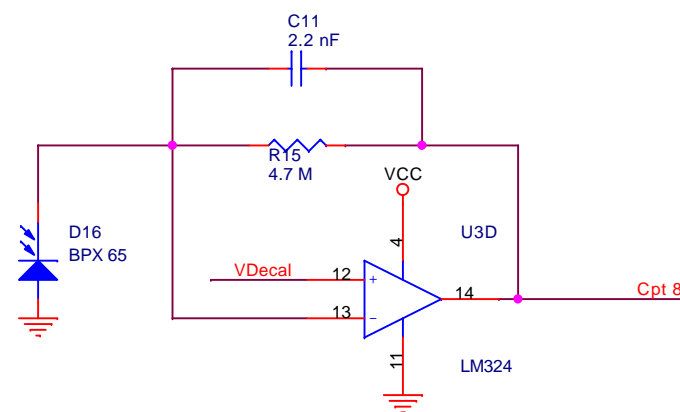 C11
2.2 nF
R15
4.7 M
VCC
D16
BPX 65
4
U3D
VDecal
12
+
14
Cpt 8
13
−
11
LM324